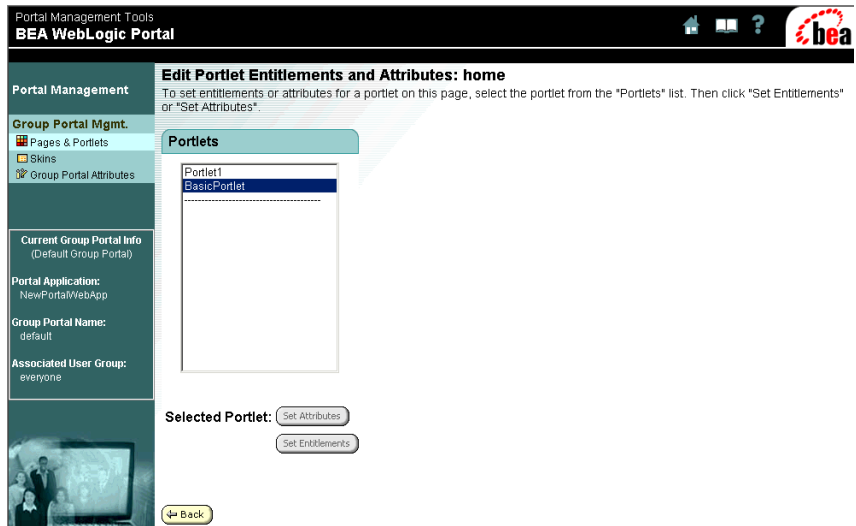 Portal Management Tools
BEA WebLogic Portal
?
bea
Portal Management
Group Portal Mgmt.
Pages & Portlets
Skins
Group Portal Attributes
Current Group Portal Info
(Default Group Portal)
Portal Application:
NewPortalWebApp
Group Portal Name:
default
Associated User Group:
everyone
Edit Portlet Entitlements and Attributes: home
To set entitlements or attributes for a portlet on this page, select the portlet from the "Portlets" list. Then click "Set Entitlements"
or "Set Attributes".
Portlets
Portlet1
BasicPortlet
----------------------------------------
Selected Portlet: Set Attributes
Set Entitlements
Back